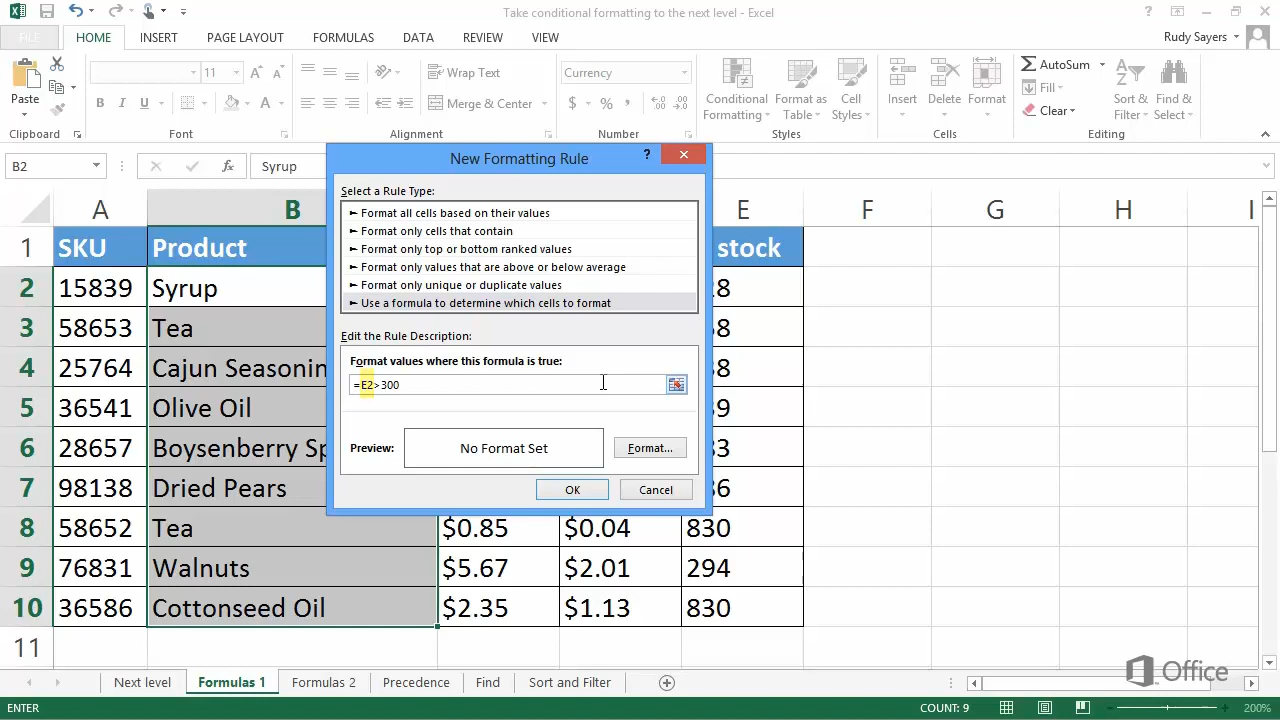 Take conditional formatting to the next level - Excel
FILE HOME INSERT PAGE LAYOUT FORMULAS DATA REVIEW VIEW Rudy Sayers
Paste
11
Wrap Text
Merge & Center
Currency
$ % ,
Conditional Formatting
Format as Table
Cell Styles
Insert
Delete
Format
AutoSum
Fill
Clear
Sort & Filter
Find & Select
Clipboard Font Alignment Number Styles Cells Editing
B2 fx Syrup
New Formatting Rule
Select a Rule Type:
► Format all cells based on their values
► Format only cells that contain
► Format only top or bottom ranked values
► Format only values that are above or below average
► Format only unique or duplicate values
► Use a formula to determine which cells to format
Edit the Rule Description:
Format values where this formula is true:
=E2>300
Preview: No Format Set Format...
OK Cancel
A B E F G H I
1 SKU Product stock
2 15839 Syrup 8
3 58653 Tea 8
4 25764 Cajun Seasonin 8
5 36541 Olive Oil 9
6 28657 Boysenberry Sp 3
7 98138 Dried Pears 6
8 58652 Tea $0.85 $0.04 830
9 76831 Walnuts $5.67 $2.01 294
10 36586 Cottonseed Oil $2.35 $1.13 830
11
Next level Formulas 1 Formulas 2 Precedence Find Sort and Filter
Office
ENTER COUNT: 9 200%